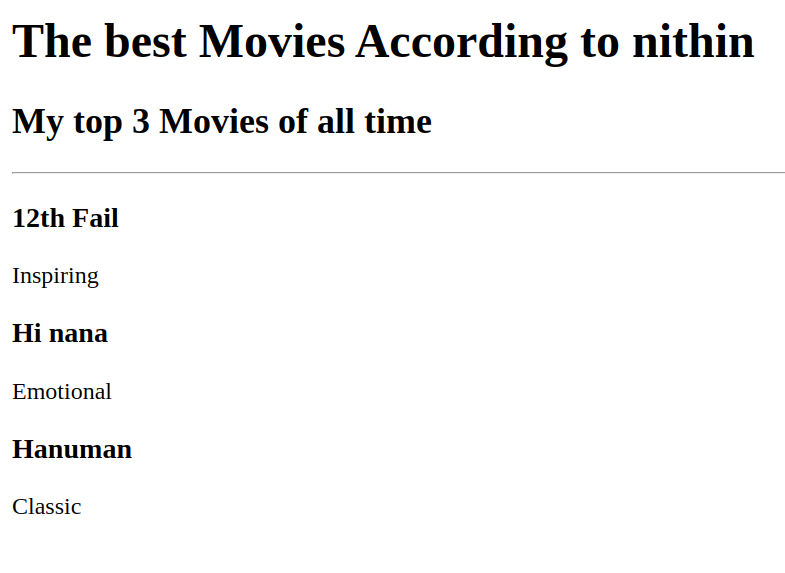 The best Movies According to nithin
My top 3 Movies of all time
12th Fail
Inspiring
Hi nana
Emotional
Hanuman
Classic